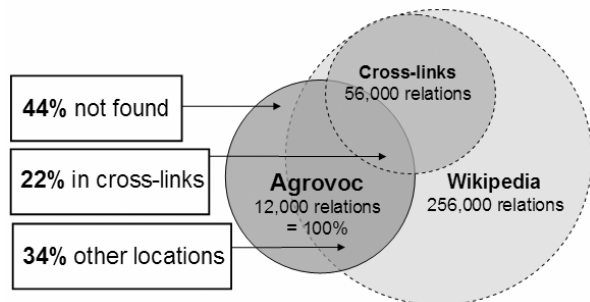 Cross-links
56,000 relations
44% not found
22% in cross-links
34% other locations
Agrovoc
12,000 relations
= 100%
Wikipedia
256,000 relations